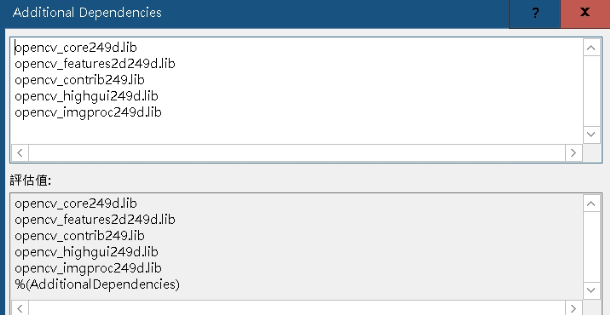 Additional Dependencies
?
x
opencv_core249d.lib
opencv_features2d249d.lib
opencv_contrib249.lib
opencv_highgui249d.lib
opencv_imgproc249d.lib
評估值:
opencv_core249d.lib
opencv_features2d249d.lib
opencv_contrib249.lib
opencv_highgui249d.lib
opencv_imgproc249d.lib
%(AdditionalDependencies)